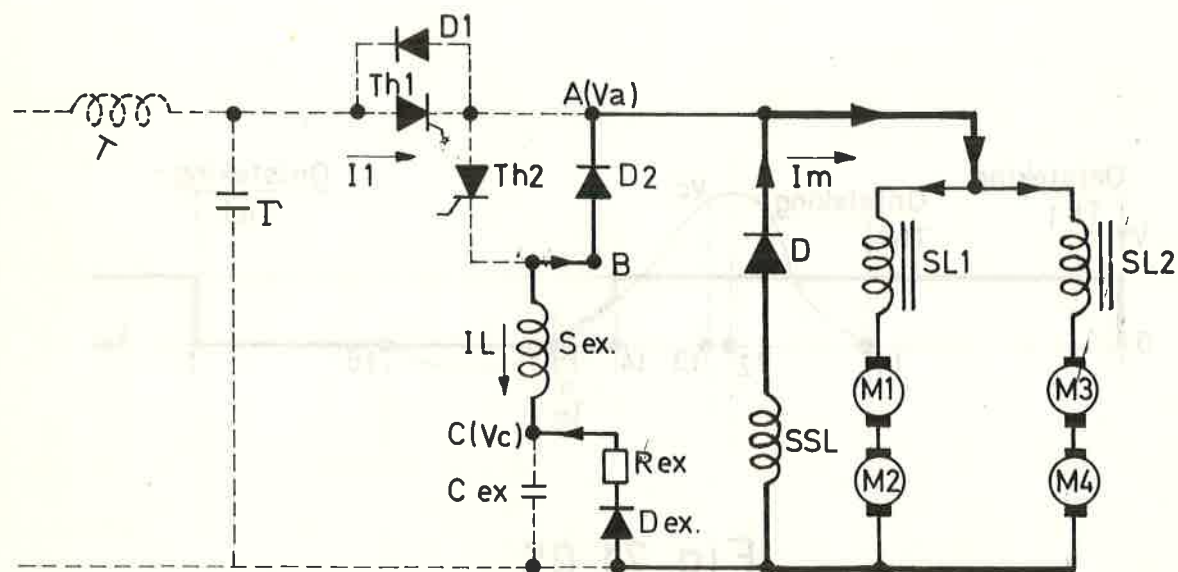 D1
Th1
A(Va)
T
I1
Th2
D2
Im
T
D
SL1
SL2
B
IL
Sex.
M1
M3
C(Vc)
Rex
SSL
C ex
M2
M4
Dex.